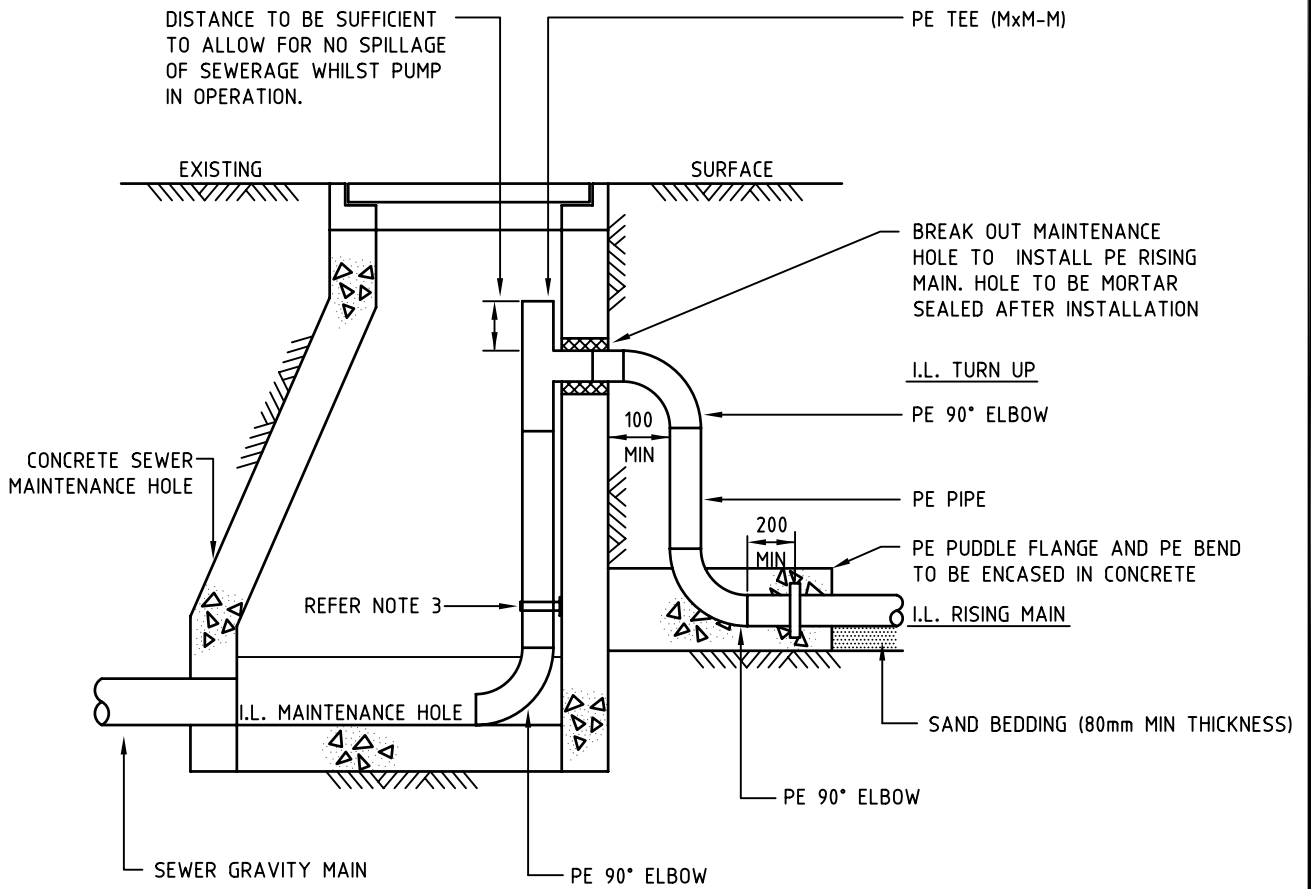 DISTANCE TO BE SUFFICIENT
TO ALLOW FOR NO SPILLAGE
OF SEWERAGE WHILST PUMP
IN OPERATION.
PE TEE (MxM-M)
EXISTING
SURFACE
BREAK OUT MAINTENANCE
HOLE TO INSTALL PE RISING
MAIN. HOLE TO BE MORTAR
SEALED AFTER INSTALLATION
I.L. TURN UP
PE 90° ELBOW
100
MIN
CONCRETE SEWER
MAINTENANCE HOLE
PE PIPE
200
MIN
PE PUDDLE FLANGE AND PE BEND
TO BE ENCASED IN CONCRETE
REFER NOTE 3
I.L. RISING MAIN
I.L. MAINTENANCE HOLE
SAND BEDDING (80mm MIN THICKNESS)
PE 90° ELBOW
SEWER GRAVITY MAIN
PE 90° ELBOW